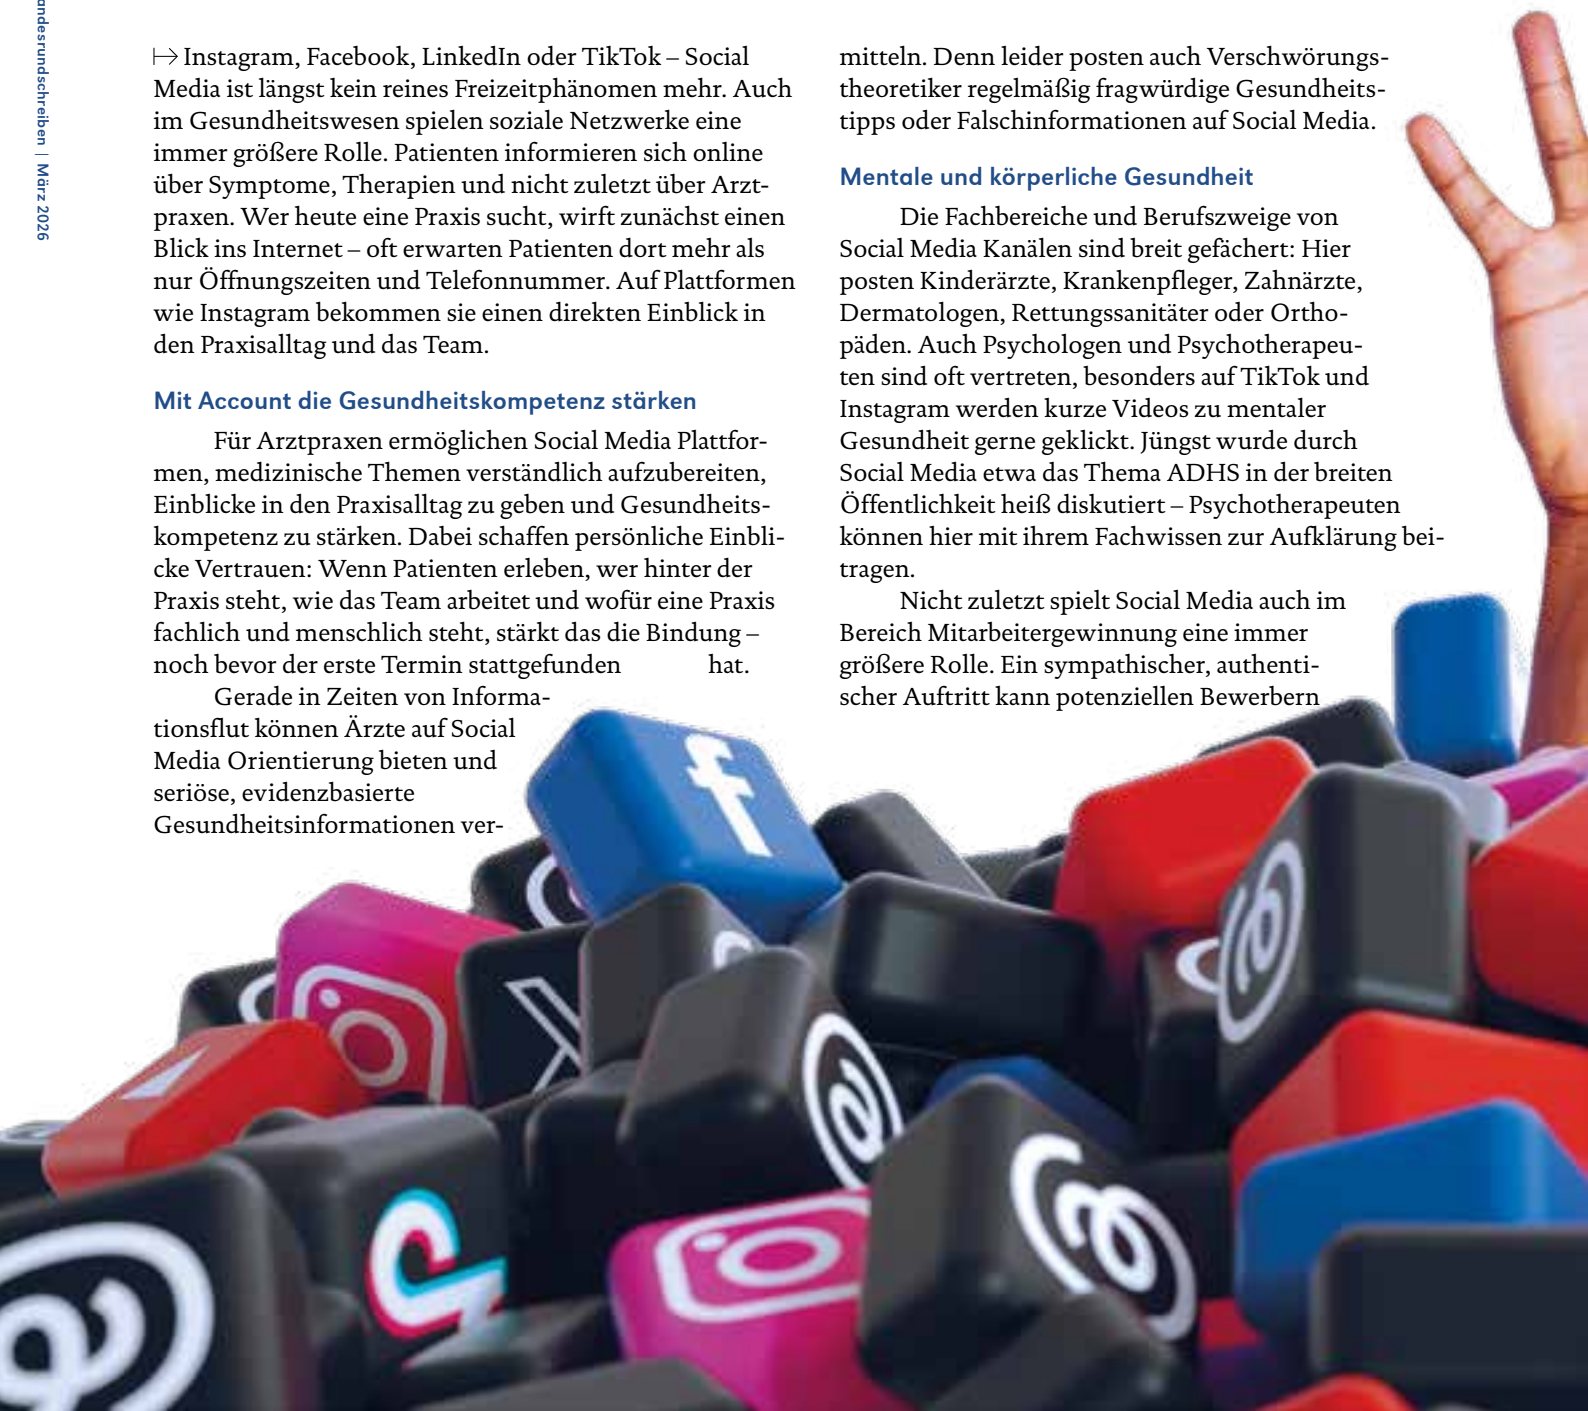 andesrundschreiben | März 2026
↦ Instagram, Facebook, LinkedIn oder TikTok – Social
Media ist längst kein reines Freizeitphänomen mehr. Auch
im Gesundheitswesen spielen soziale Netzwerke eine
immer größere Rolle. Patienten informieren sich online
über Symptome, Therapien und nicht zuletzt über Arzt-
praxen. Wer heute eine Praxis sucht, wirft zunächst einen
Blick ins Internet – oft erwarten Patienten dort mehr als
nur Öffnungszeiten und Telefonnummer. Auf Plattformen
wie Instagram bekommen sie einen direkten Einblick in
den Praxisalltag und das Team.
Mit Account die Gesundheitskompetenz stärken
Für Arztpraxen ermöglichen Social Media Plattfor-
men, medizinische Themen verständlich aufzubereiten,
Einblicke in den Praxisalltag zu geben und Gesundheits-
kompetenz zu stärken. Dabei schaffen persönliche Einbli-
cke Vertrauen: Wenn Patienten erleben, wer hinter der
Praxis steht, wie das Team arbeitet und wofür eine Praxis
fachlich und menschlich steht, stärkt das die Bindung –
noch bevor der erste Termin stattgefunden hat.
Gerade in Zeiten von Informa-
tionsflut können Ärzte auf Social
Media Orientierung bieten und
seriöse, evidenzbasierte
Gesundheitsinformationen ver-
mitteln. Denn leider posten auch Verschwörungs-
theoretiker regelmäßig fragwürdige Gesundheits-
tipps oder Falschinformationen auf Social Media.
Mentale und körperliche Gesundheit
Die Fachbereiche und Berufszweige von
Social Media Kanälen sind breit gefächert: Hier
posten Kinderärzte, Krankenpfleger, Zahnärzte,
Dermatologen, Rettungssanitäter oder Ortho-
päden. Auch Psychologen und Psychotherapeu-
ten sind oft vertreten, besonders auf TikTok und
Instagram werden kurze Videos zu mentaler
Gesundheit gerne geklickt. Jüngst wurde durch
Social Media etwa das Thema ADHS in der breiten
Öffentlichkeit heiß diskutiert – Psychotherapeuten
können hier mit ihrem Fachwissen zur Aufklärung bei-
tragen.
Nicht zuletzt spielt Social Media auch im
Bereich Mitarbeitergewinnung eine immer
größere Rolle. Ein sympathischer, authenti-
scher Auftritt kann potenziellen Bewerbern